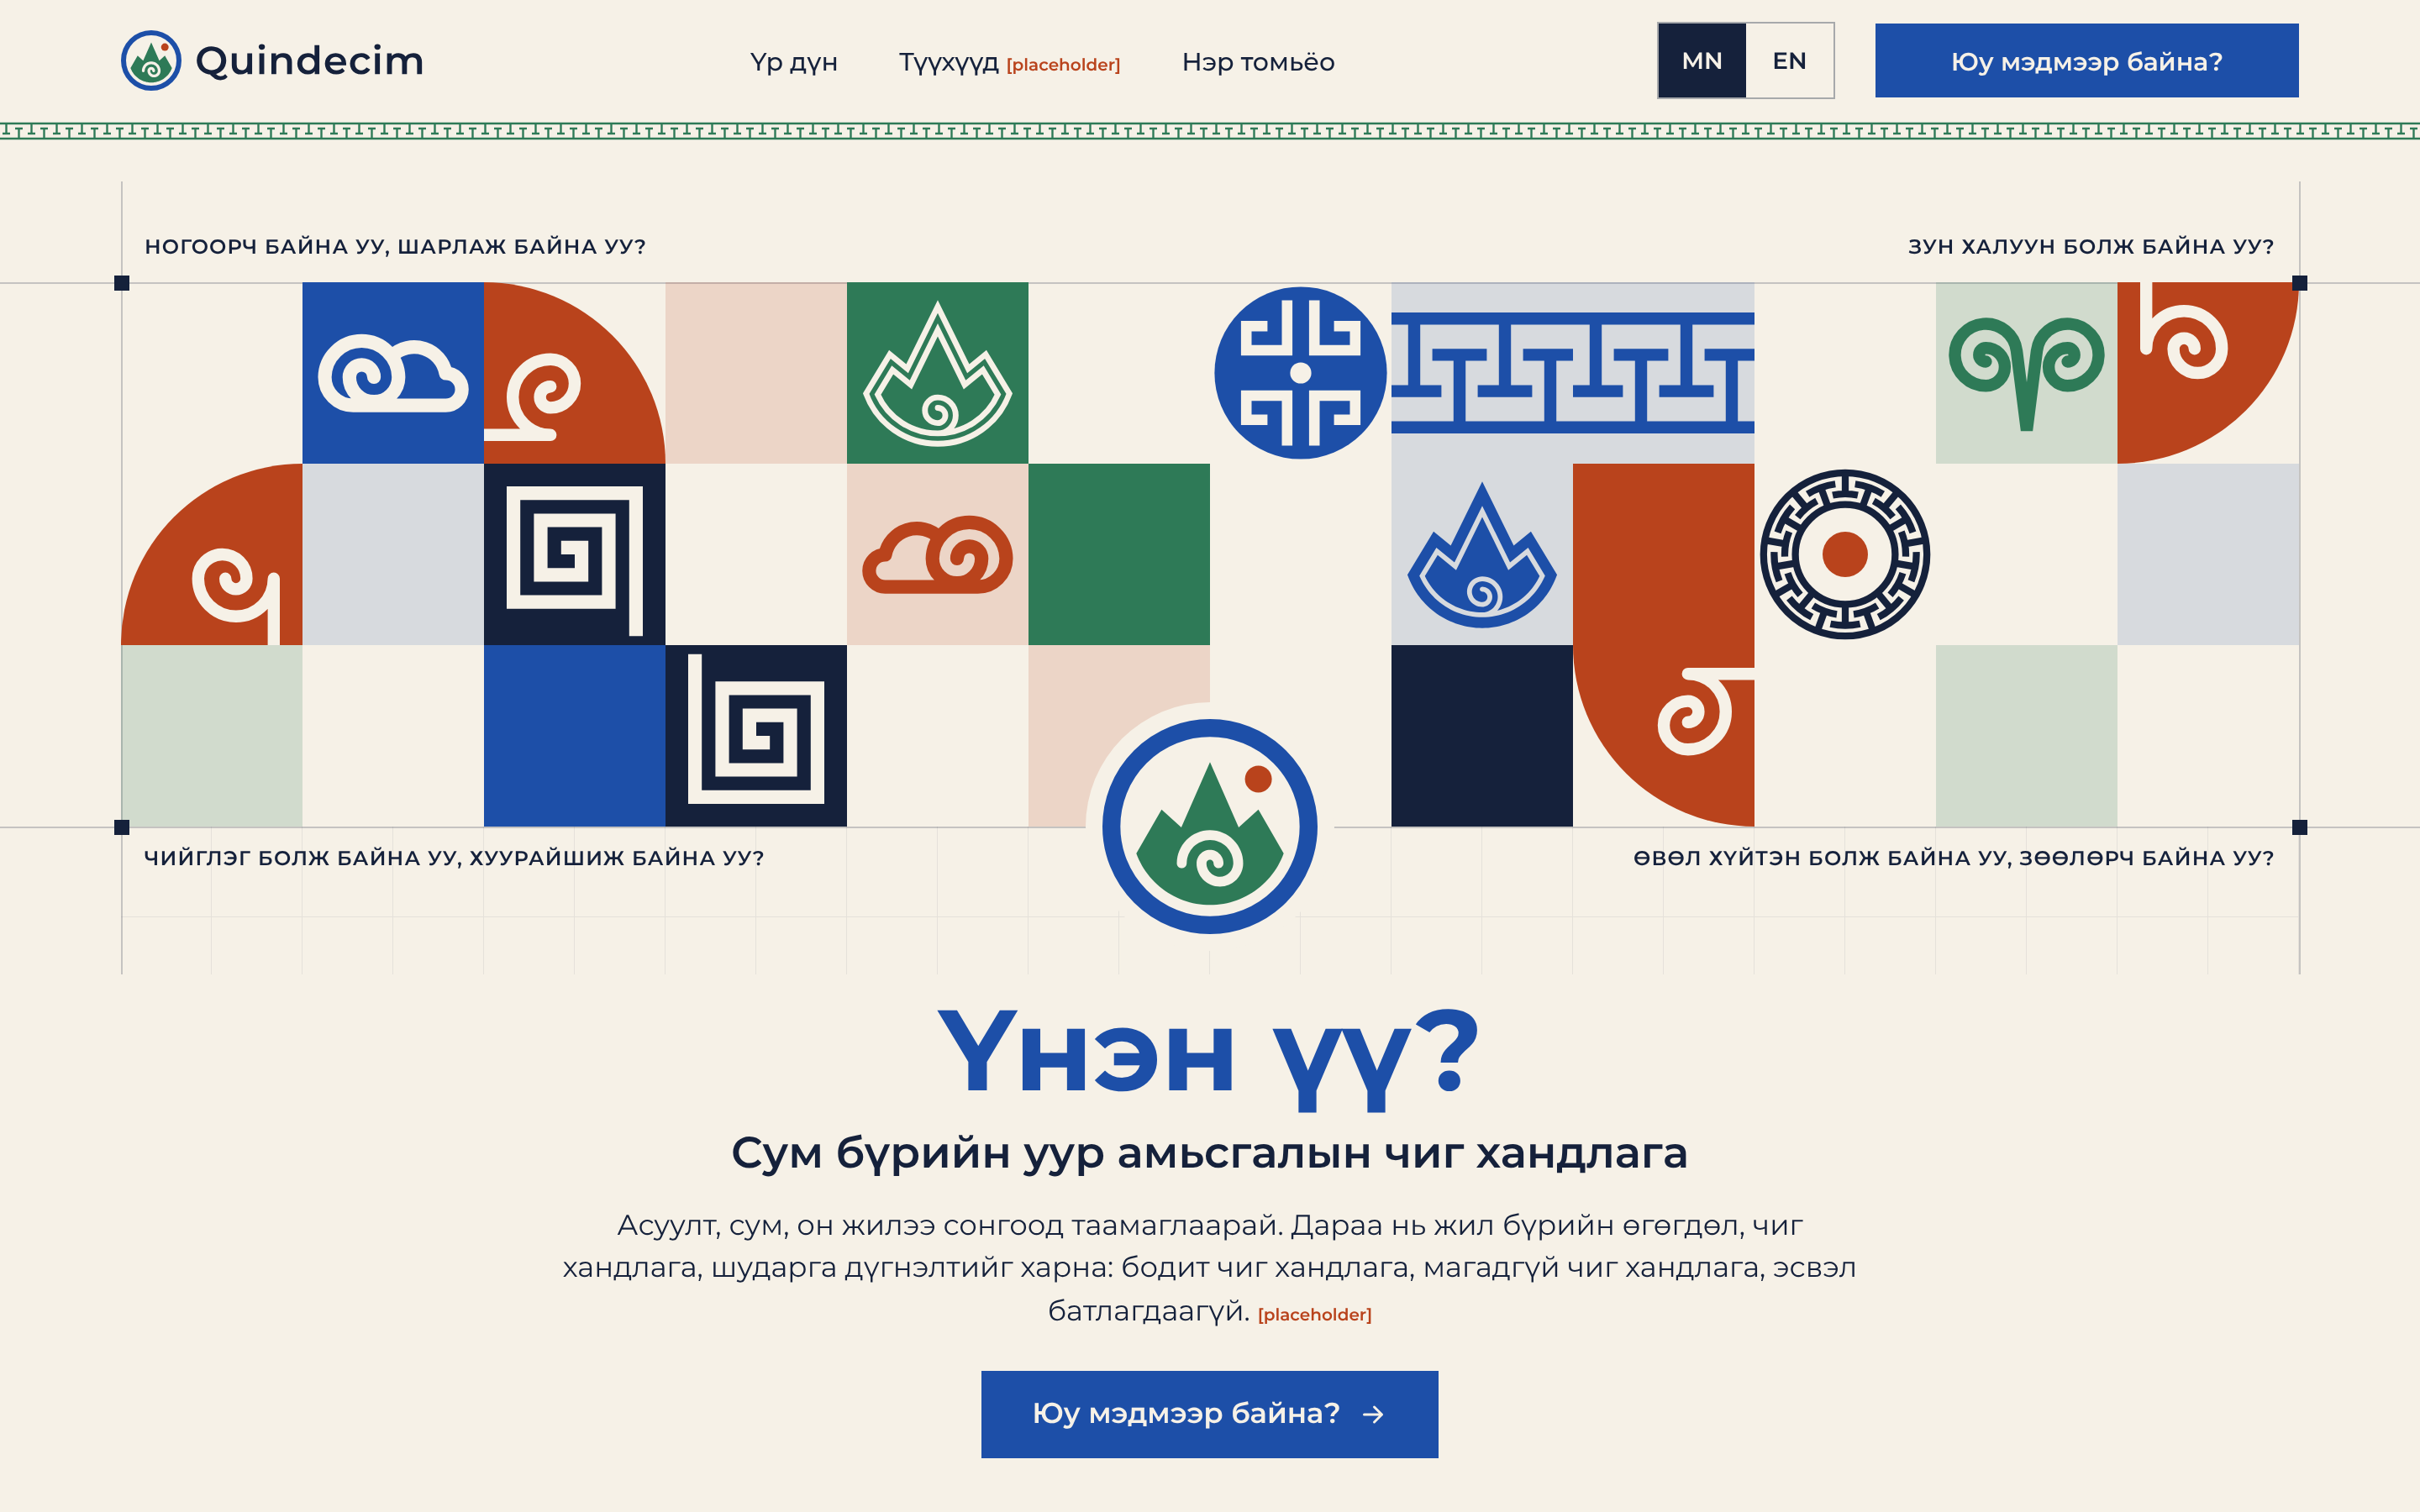 Quindecim
Үр дүн
Түүхүүд [placeholder]
Нэр томьёо
MN
EN
Юу мэдмээр байна?
НОГООРЧ БАЙНА УУ, ШАРЛАЖ БАЙНА УУ?
ЗУН ХАЛУУН БОЛЖ БАЙНА УУ?
ЧИЙГЛЭГ БОЛЖ БАЙНА УУ, ХУУРАЙШИЖ БАЙНА УУ?
ӨВӨЛ ХҮЙТЭН БОЛЖ БАЙНА УУ, ЗӨӨЛӨРЧ БАЙНА УУ?
Үнэн үү?
Сум бүрийн уур амьсгалын чиг хандлага
Асуулт, сум, он жилээ сонгоод таамаглаарай. Дараа нь жил бүрийн өгөгдөл, чиг
хандлага, шударга дүгнэлтийг харна: бодит чиг хандлага, магадгүй чиг хандлага, эсвэл
батлагдаагүй. [placeholder]
Юу мэдмээр байна? →